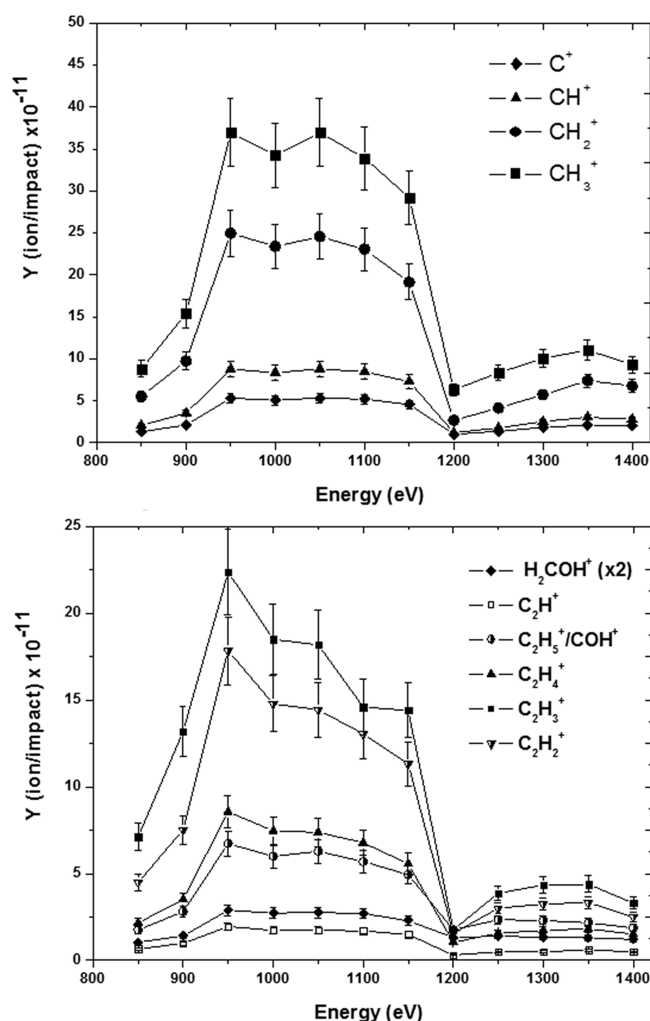 Y (ion/impact) x10⁻¹¹
50
45
40
35
30
25
20
15
10
5
0
C⁺
CH⁺
CH₂⁺
CH₃⁺
800 900 1000 1100 1200 1300 1400
Energy (eV)
Y (ion/impact) x 10⁻¹¹
25
20
15
10
5
0
H₂COH⁺ (x2)
C₂H⁺
C₂H₅⁺/COH⁺
C₂H₄⁺
C₂H₃⁺
C₂H₂⁺
800 900 1000 1100 1200 1300 1400
Energy (eV)